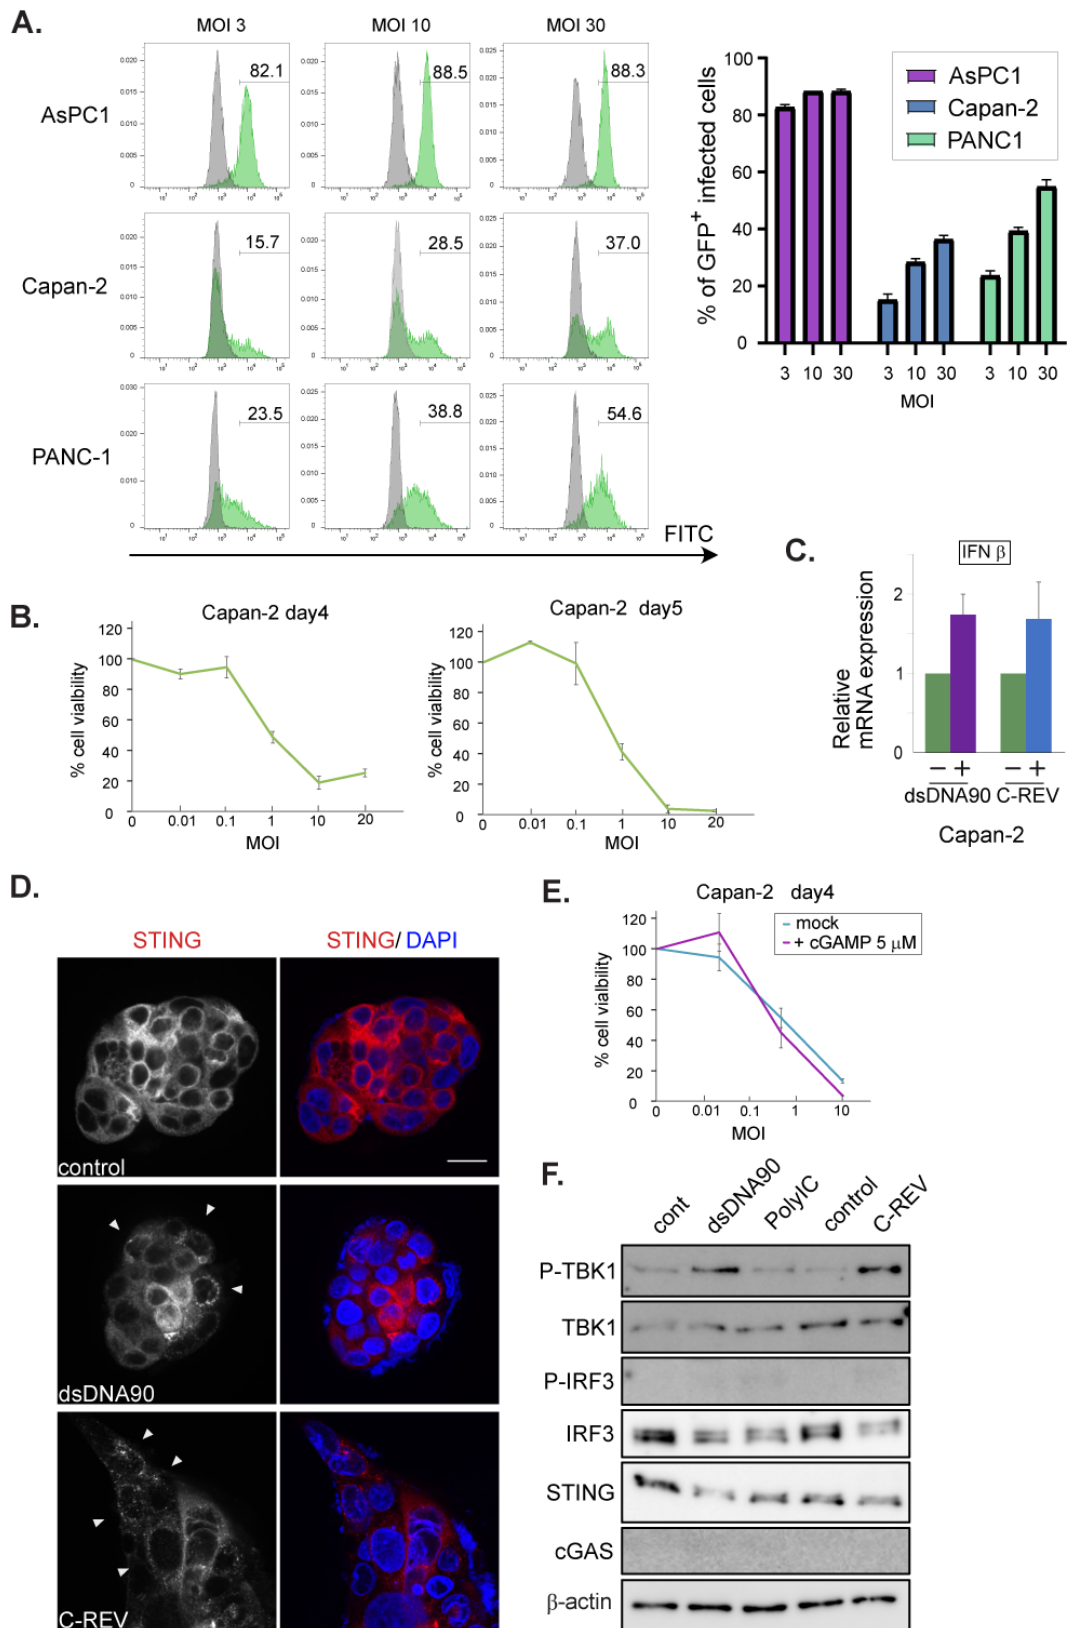 A.
MOI 3
MOI 10
MOI 30
AsPC1
82.1
88.5
88.3
Capan-2
15.7
28.5
37.0
PANC-1
23.5
38.8
54.6
FITC
% of GFP+ infected cells
100
80
60
40
20
0
AsPC1
Capan-2
PANC1
3 10 30 3 10 30 3 10 30
MOI
B.
Capan-2 day4
% cell vialbility
120
100
80
60
40
20
0
0 0.01 0.1 1 10 20
MOI
Capan-2 day5
% cell vialbility
120
100
80
60
40
20
0
0 0.01 0.1 1 10 20
MOI
C.
IFN β
Relative
mRNA expression
2
1
0
− + − +
dsDNA90 C-REV
Capan-2
D.
STING
STING/ DAPI
control
dsDNA90
C-REV
E.
Capan-2 day4
mock
+ cGAMP 5 μM
% cell vialbility
120
100
80
60
40
20
0
0 0.01 0.1 1 10
MOI
F.
cont
dsDNA90
PolyIC
control
C-REV
P-TBK1
TBK1
P-IRF3
IRF3
STING
cGAS
β-actin